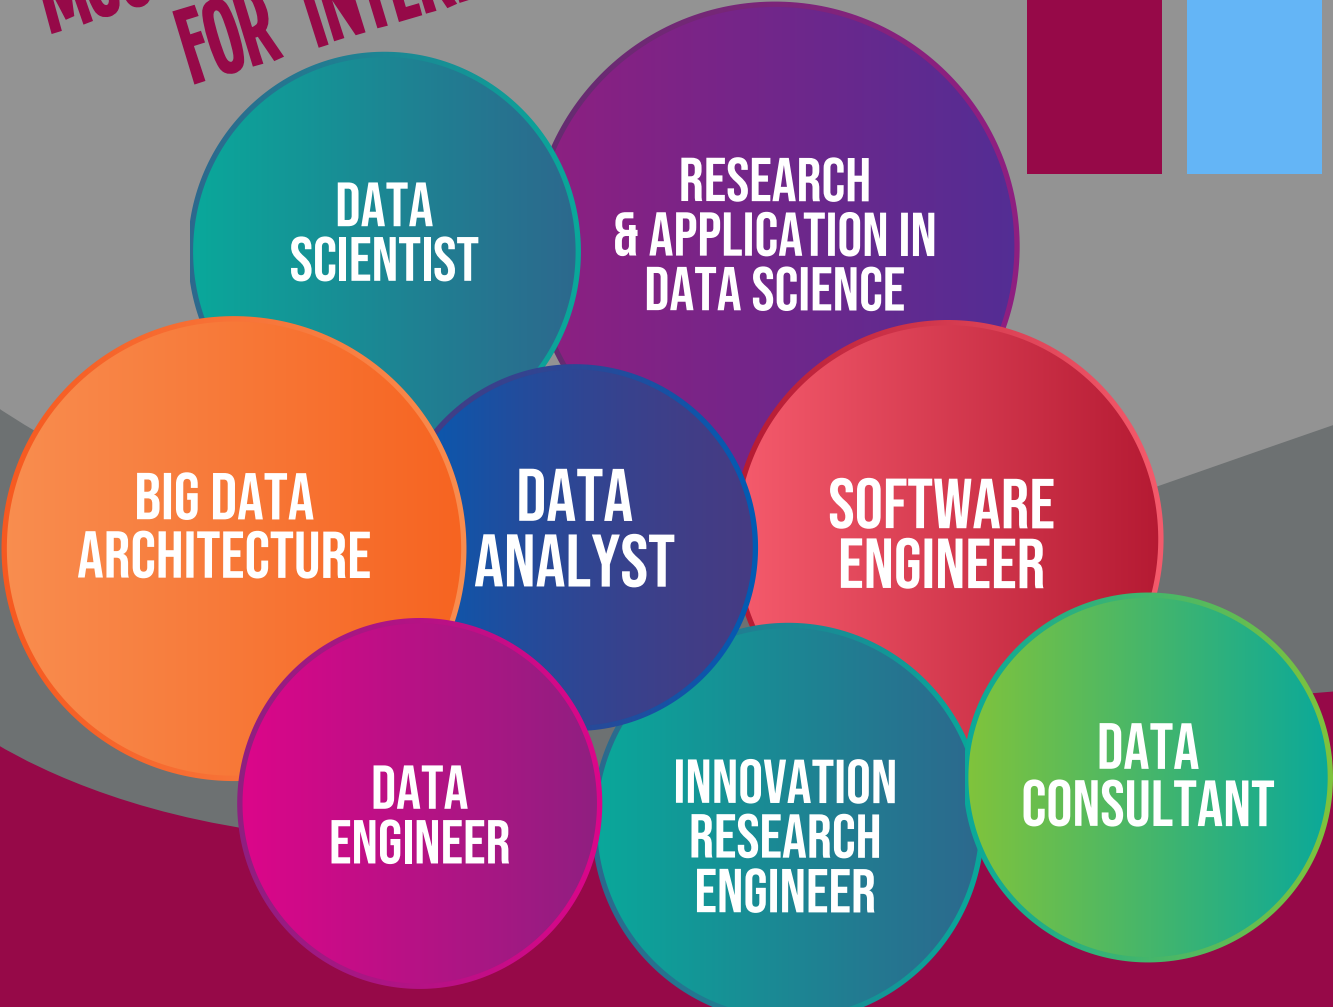 FOR
DATA
SCIENTIST
RESEARCH
& APPLICATION IN
DATA SCIENCE
BIG DATA
ARCHITECTURE
DATA
ANALYST
SOFTWARE
ENGINEER
DATA
ENGINEER
INNOVATION
RESEARCH
ENGINEER
DATA
CONSULTANT